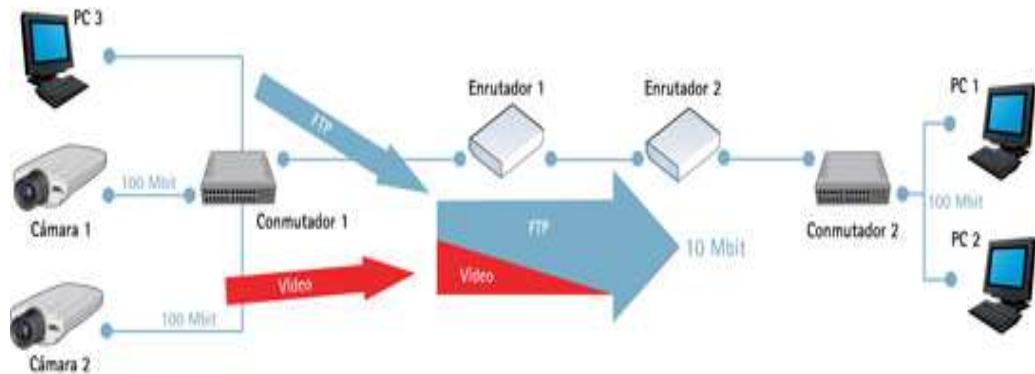 PC 3
Enrutador 1
Enrutador 2
PC 1
FTP
100 Mbit
Cámara 1
Conmutador 1
FTP
10 Mbit
Conmutador 2
100 Mbit
Vídeo
Vídeo
PC 2
100 Mbit
Cámara 2